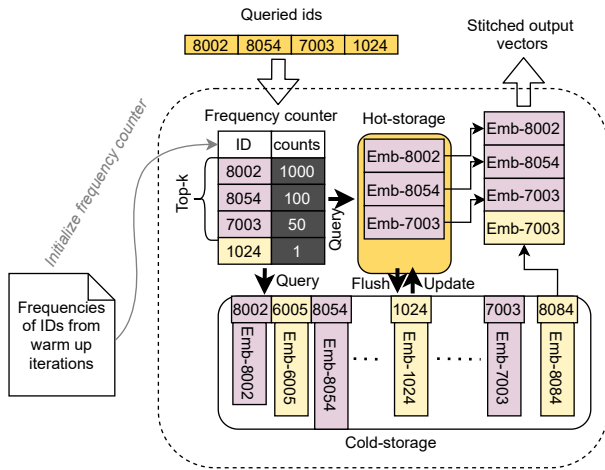 Queried ids
8002 8054 7003 1024
Stitched output
vectors
Initialize frequency counter
Frequency counter
ID counts
8002 1000
8054 100
7003 50
1024 1
Top-k
Query
Hot-storage
Emb-8002
Emb-8054
Emb-7003
Emb-8002
Emb-8054
Emb-7003
Emb-7003
Query
Flush
Update
Frequencies
of IDs from
warm up
iterations
8002 6005 8054 1024 7003 8084
Emb-8002
Emb-6005
Emb-8054
Emb-1024
Emb-7003
Emb-8084
Cold-storage